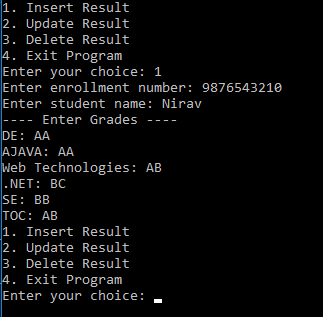 1. Insert Result
2. Update Result
3. Delete Result
4. Exit Program
Enter your choice: 1
Enter enrollment number: 9876543210
Enter student name: Nirav
---- Enter Grades ----
DE: AA
AJAVA: AA
Web Technologies: AB
.NET: BC
SE: BB
TOC: AB
1. Insert Result
2. Update Result
3. Delete Result
4. Exit Program
Enter your choice: